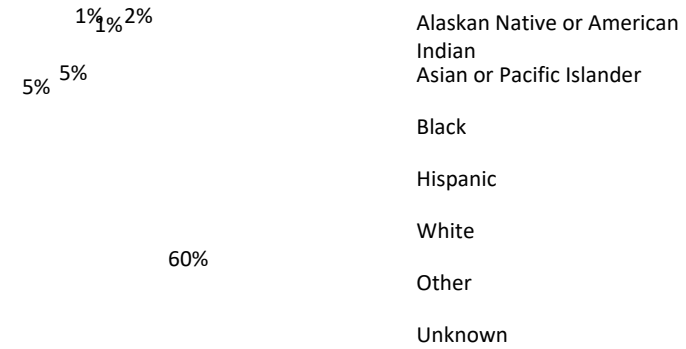 1%
1%
2%
5%
5%
60%
Alaskan Native or American
Indian
Asian or Pacific Islander
Black
Hispanic
White
Other
Unknown